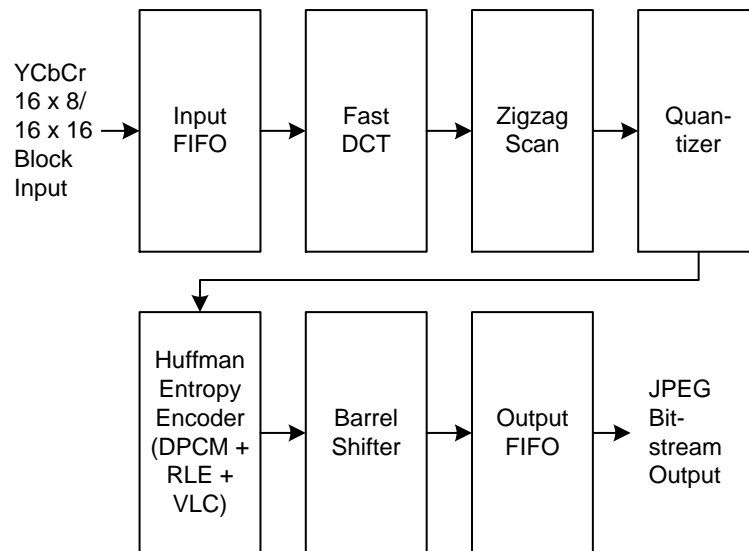 YCbCr
16 x 8/
16 x 16
Block
Input
Input
FIFO
Fast
DCT
Zigzag
Scan
Quan-
tizer
Huffman
Entropy
Encoder
(DPCM +
RLE +
VLC)
Barrel
Shifter
Output
FIFO
JPEG
Bit-
stream
Output